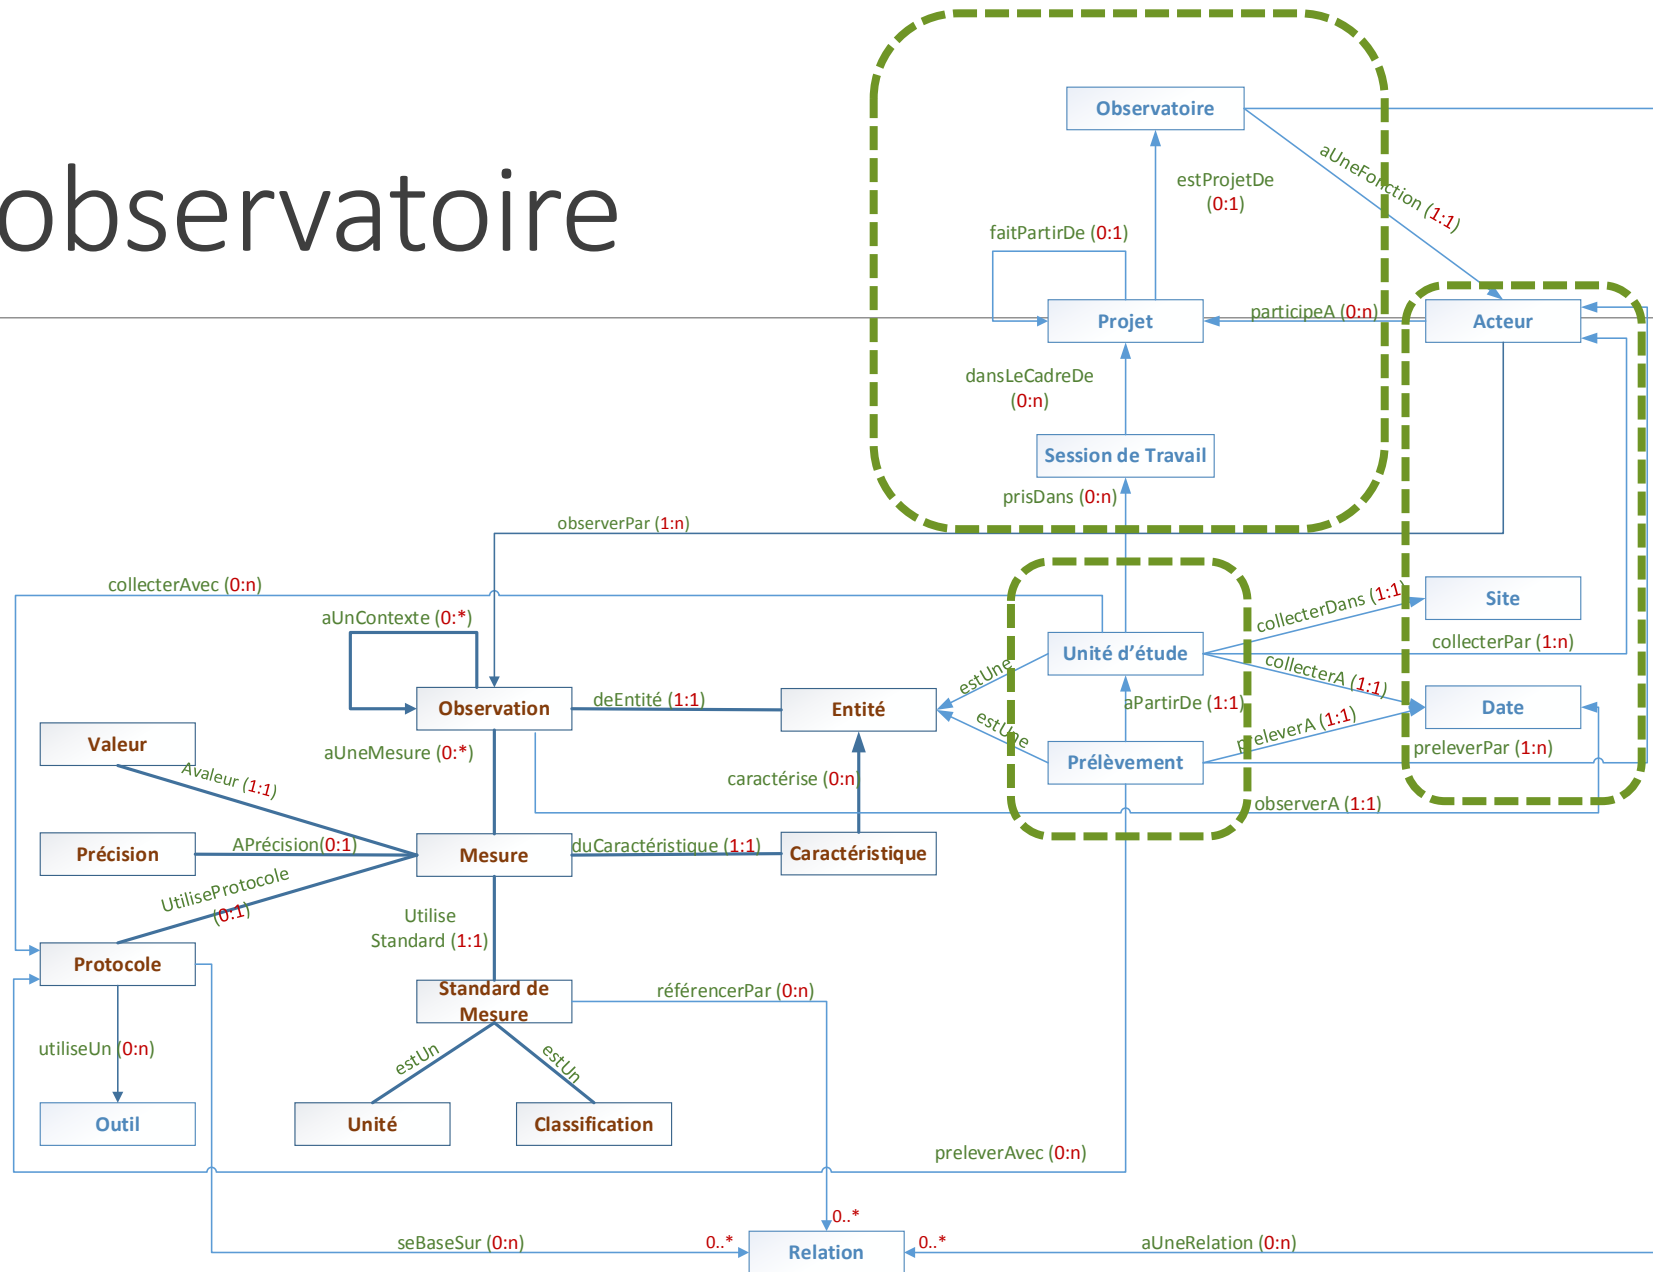 Observatoire
aUneFonction (1:1)
observatoire
estProjetDe
(0:1)
faitPartirDe (0:1)
participeA (0:n)
Projet
Acteur
dansLeCadreDe
(0:n)
Session de Travail
prisDans (0:n)
observerPar (1:n)
collecterAvec (0:n)
aUnContexte (0:*)
collecterDans (1:1)
Site
collecterPar (1:n)
Unité d’étude
collecterA (1:1)
estUne
deEntité (1:1)
aPartirDe (1:1)
Observation
Entité
Date
estUne
preleverA (1:1)
Valeur
aUneMesure (0:*)
preleverPar (1:n)
Prélèvement
Avaleur (1:1)
caractérise (0:n)
observerA (1:1)
APrécision(0:1)
duCaractéristique (1:1)
Précision
Mesure
Caractéristique
UtiliseProtocole
(0:1)
Utilise
Standard (1:1)
Protocole
Standard de
Mesure
référencerPar (0:n)
utiliseUn (0:n)
estUn
estUn
Outil
Unité
Classification
preleverAvec (0:n)
0..*
seBaseSur (0:n)
0..*
0..*
aUneRelation (0:n)
Relation